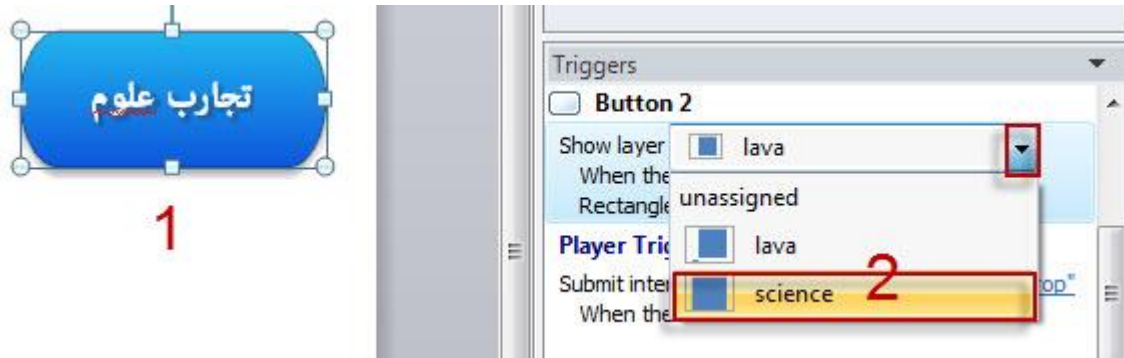 تجارب علوم
1
Triggers
Button 2
Show layer lava
When the
Rectangle
unassigned
lava
science 2
Player Trig
Submit inter rop"
When the